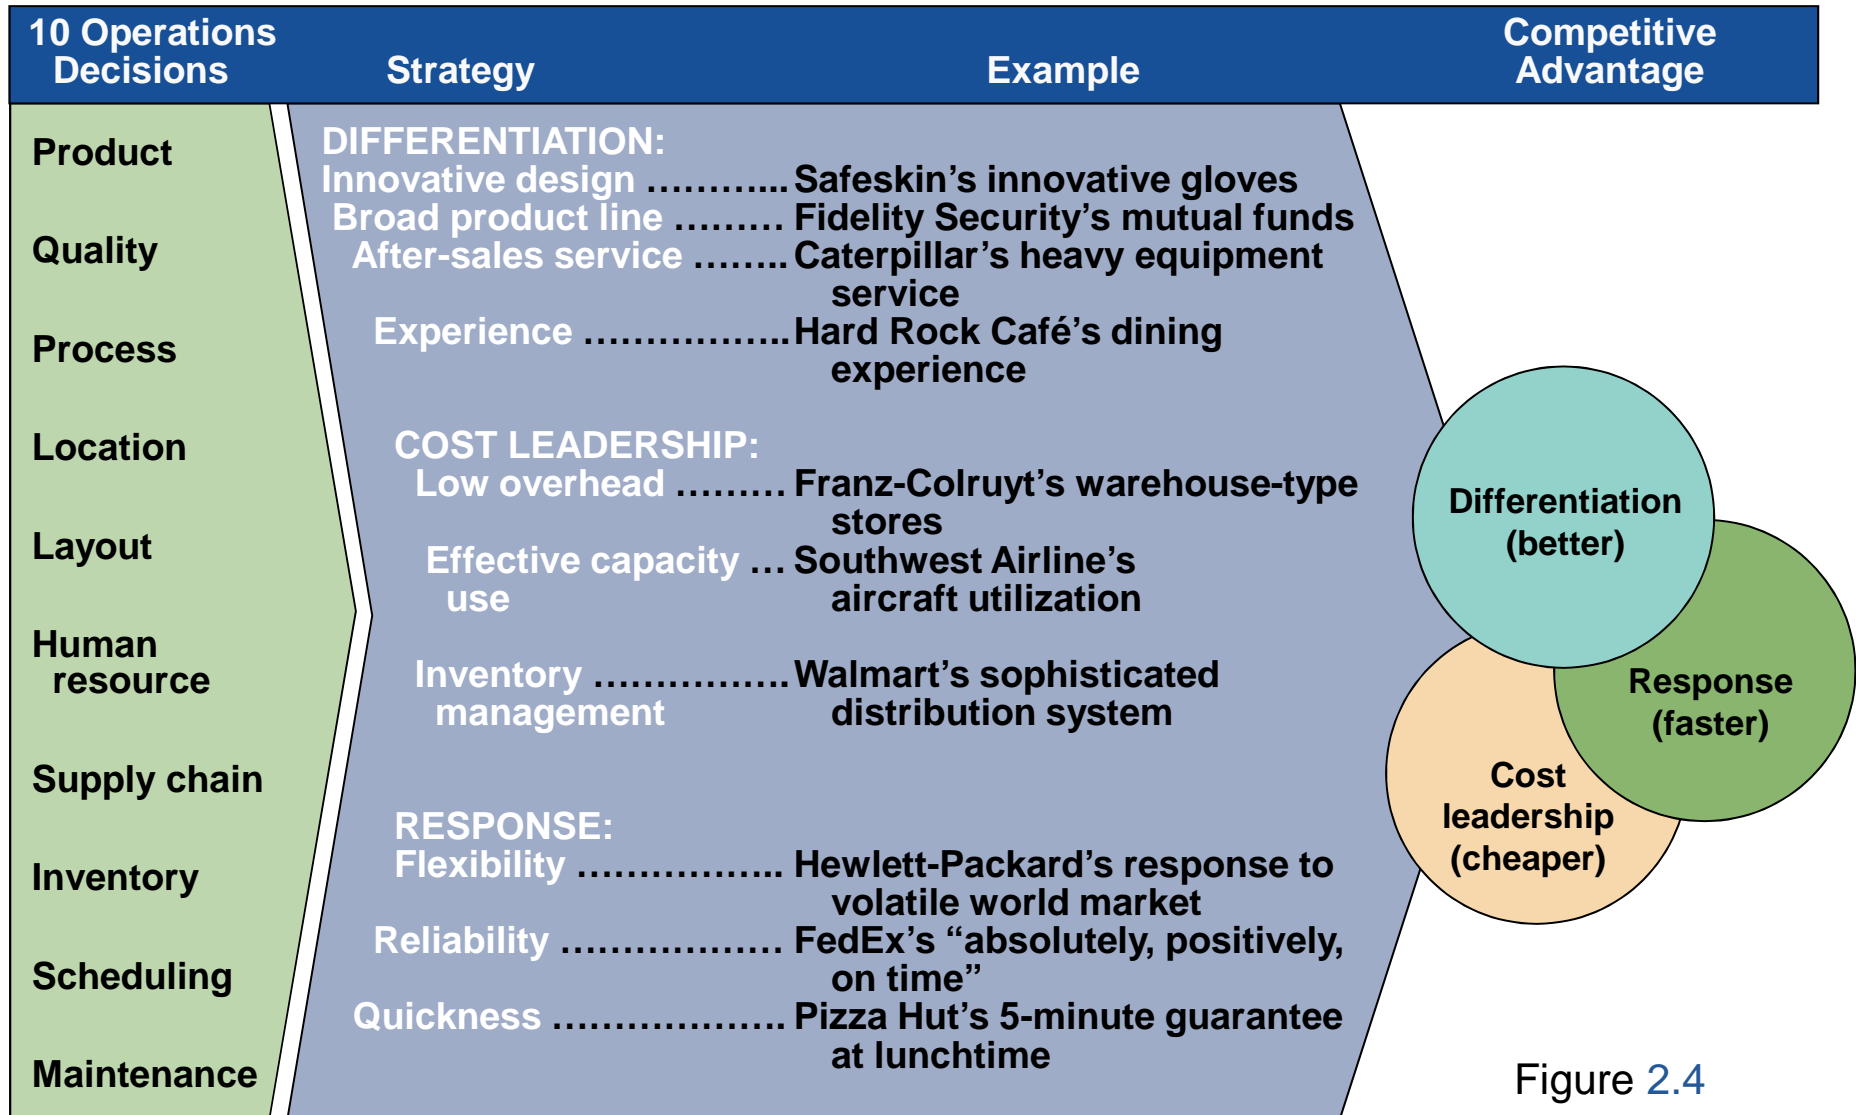 10 Operations
Decisions
Strategy
Example
Competitive
Advantage
Product
Quality
Process
Location
Layout
Human
resource
Supply chain
Inventory
Scheduling
Maintenance
DIFFERENTIATION:
Innovative design ………... Safeskin’s innovative gloves
Broad product line ……… Fidelity Security’s mutual funds
After-sales service …….. Caterpillar’s heavy equipment
service
Experience …………….. Hard Rock Café’s dining
experience
COST LEADERSHIP:
Low overhead ……… Franz-Colruyt’s warehouse-type
stores
Effective capacity … Southwest Airline’s
use aircraft utilization
Inventory ……………. Walmart’s sophisticated
management distribution system
RESPONSE:
Flexibility …………….. Hewlett-Packard’s response to
volatile world market
Reliability ……………… FedEx’s “absolutely, positively,
on time”
Quickness ………………. Pizza Hut’s 5-minute guarantee
at lunchtime
Differentiation
(better)
Response
(faster)
Cost
leadership
(cheaper)
Figure 2.4